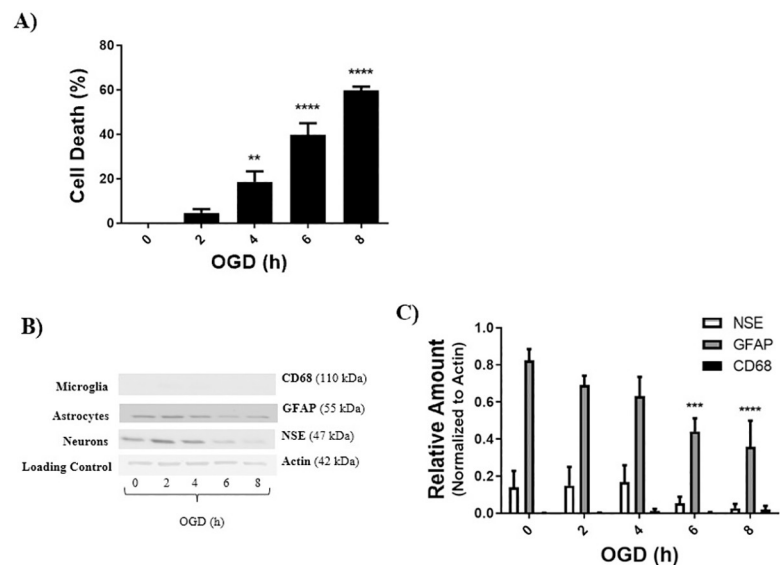 A)
Cell Death (%)
80
60
40
20
0
**
****
****
0 2 4 6 8
OGD (h)
B)
Microglia CD68 (110 kDa)
Astrocytes GFAP (55 kDa)
Neurons NSE (47 kDa)
Loading Control Actin (42 kDa)
0 2 4 6 8
OGD (h)
C)
NSE
GFAP
CD68
Relative Amount
(Normalized to Actin)
1.0
0.8
0.6
0.4
0.2
0.0
*** ****
0 2 4 6 8
OGD (h)